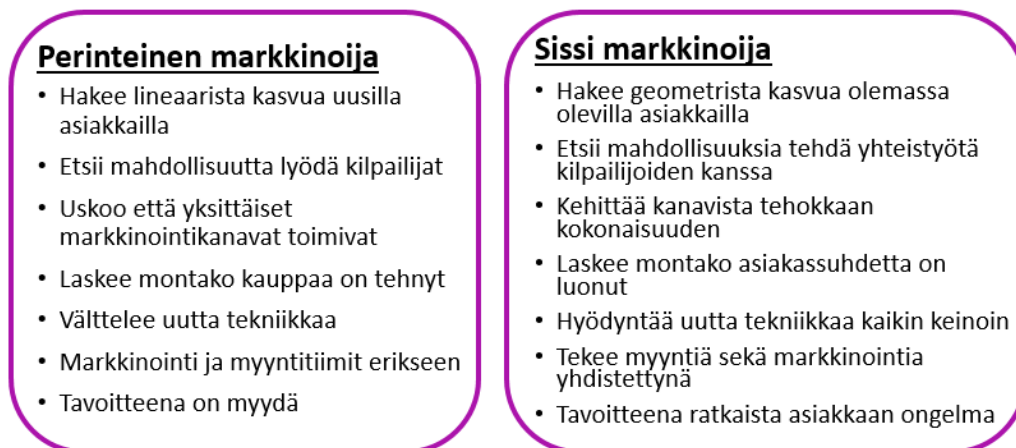 Perinteinen markkinoija
• Hakee lineaarista kasvua uusilla
asiakkailla
• Etsii mahdollisuutta lyödä kilpailijat
• Uskoo että yksittäiset
markkinointikanavat toimivat
• Laskee montako kauppaa on tehnyt
• Välttelee uutta tekniikkaa
• Markkinointi ja myyntitiimit erikseen
• Tavoitteena on myydä
Sissi markkinoija
• Hakee geometrista kasvua olemassa
olevilla asiakkailla
• Etsii mahdollisuuksia tehdä yhteistyötä
kilpailijoiden kanssa
• Kehittää kanavista tehokkaan
kokonaisuuden
• Laskee montako asiakassuhdetta on
luonut
• Hyödyntää uutta tekniikkaa kaikin keinoin
• Tekee myyntiä sekä markkinointia
yhdistettynä
• Tavoitteena ratkaista asiakkaan ongelma